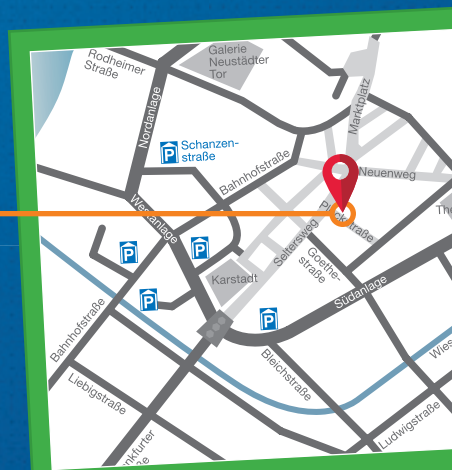 Rodheimer
Straße
Galerie
Neustädter
Tor
Marktplatz
Nordanlage
P
Schanzen-
straße
Bahnhofstraße
Neuenweg
Westanlage
Seltersweg
P
P
P
Goethe-
straße
Karstadt
Südanlage
P
Bahnhofstraße
Bleichstraße
Liebigstraße
Ludwigstraße